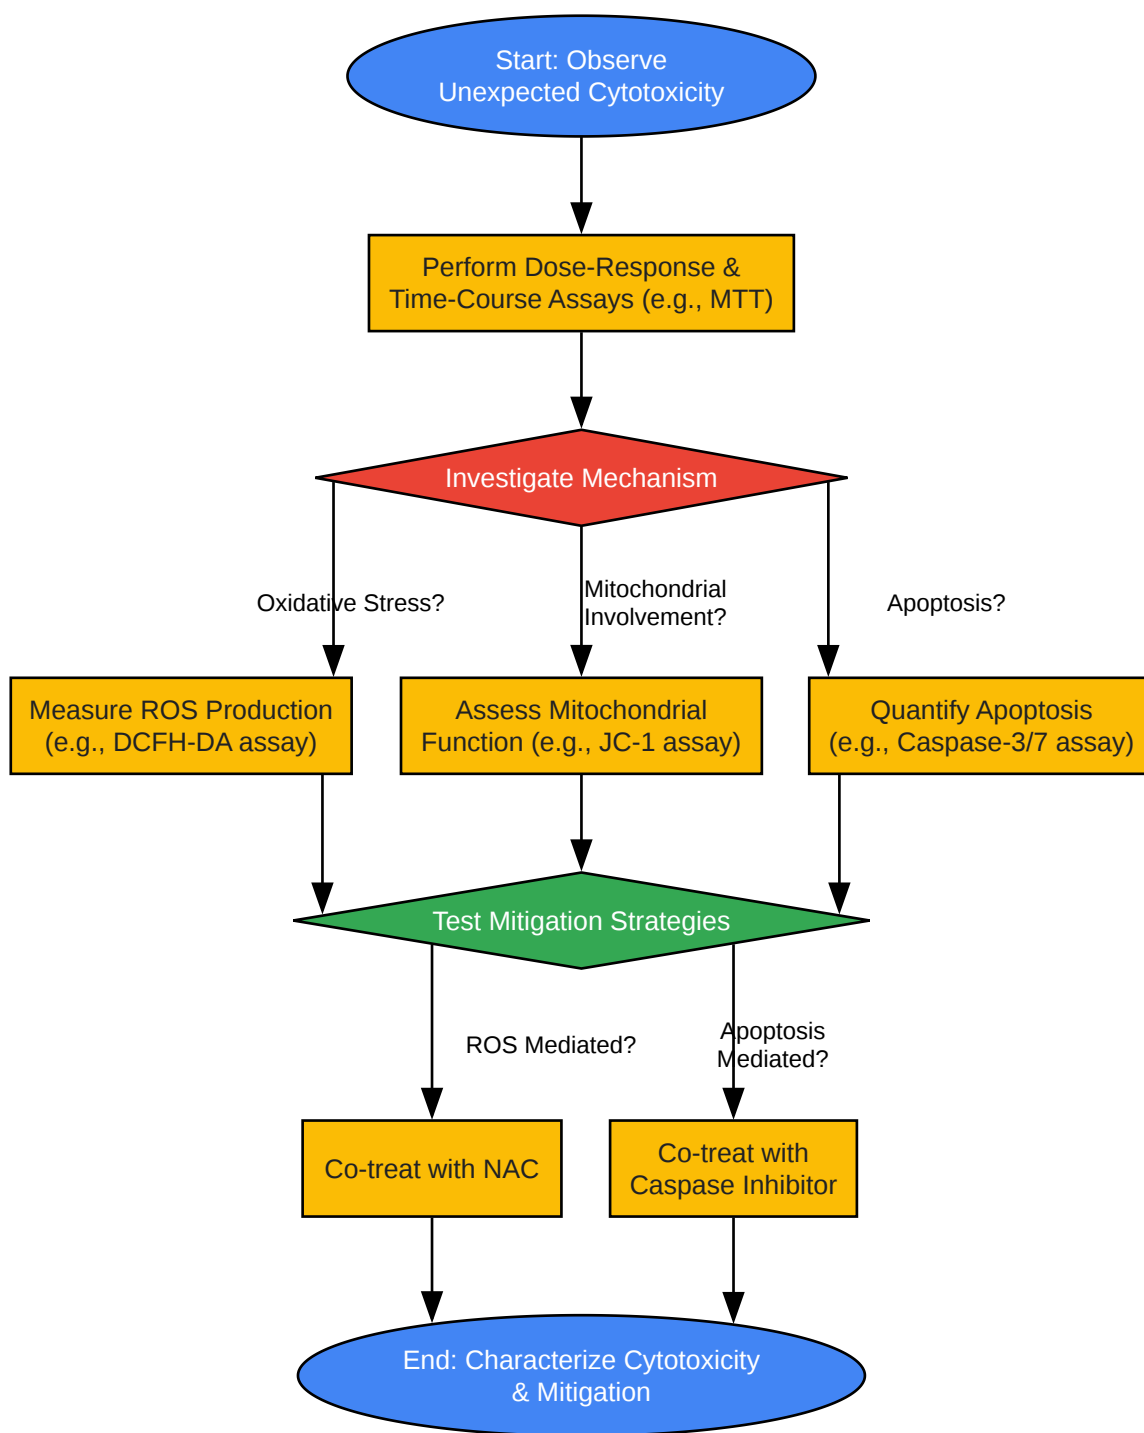 Start: Observe
Unexpected Cytotoxicity
Perform Dose-Response &
Time-Course Assays (e.g., MTT)
Investigate Mechanism
Oxidative Stress?
Mitochondrial
Involvement?
Apoptosis?
Measure ROS Production
(e.g., DCFH-DA assay)
Assess Mitochondrial
Function (e.g., JC-1 assay)
Quantify Apoptosis
(e.g., Caspase-3/7 assay)
Test Mitigation Strategies
ROS Mediated?
Apoptosis
Mediated?
Co-treat with NAC
Co-treat with
Caspase Inhibitor
End: Characterize Cytotoxicity
& Mitigation